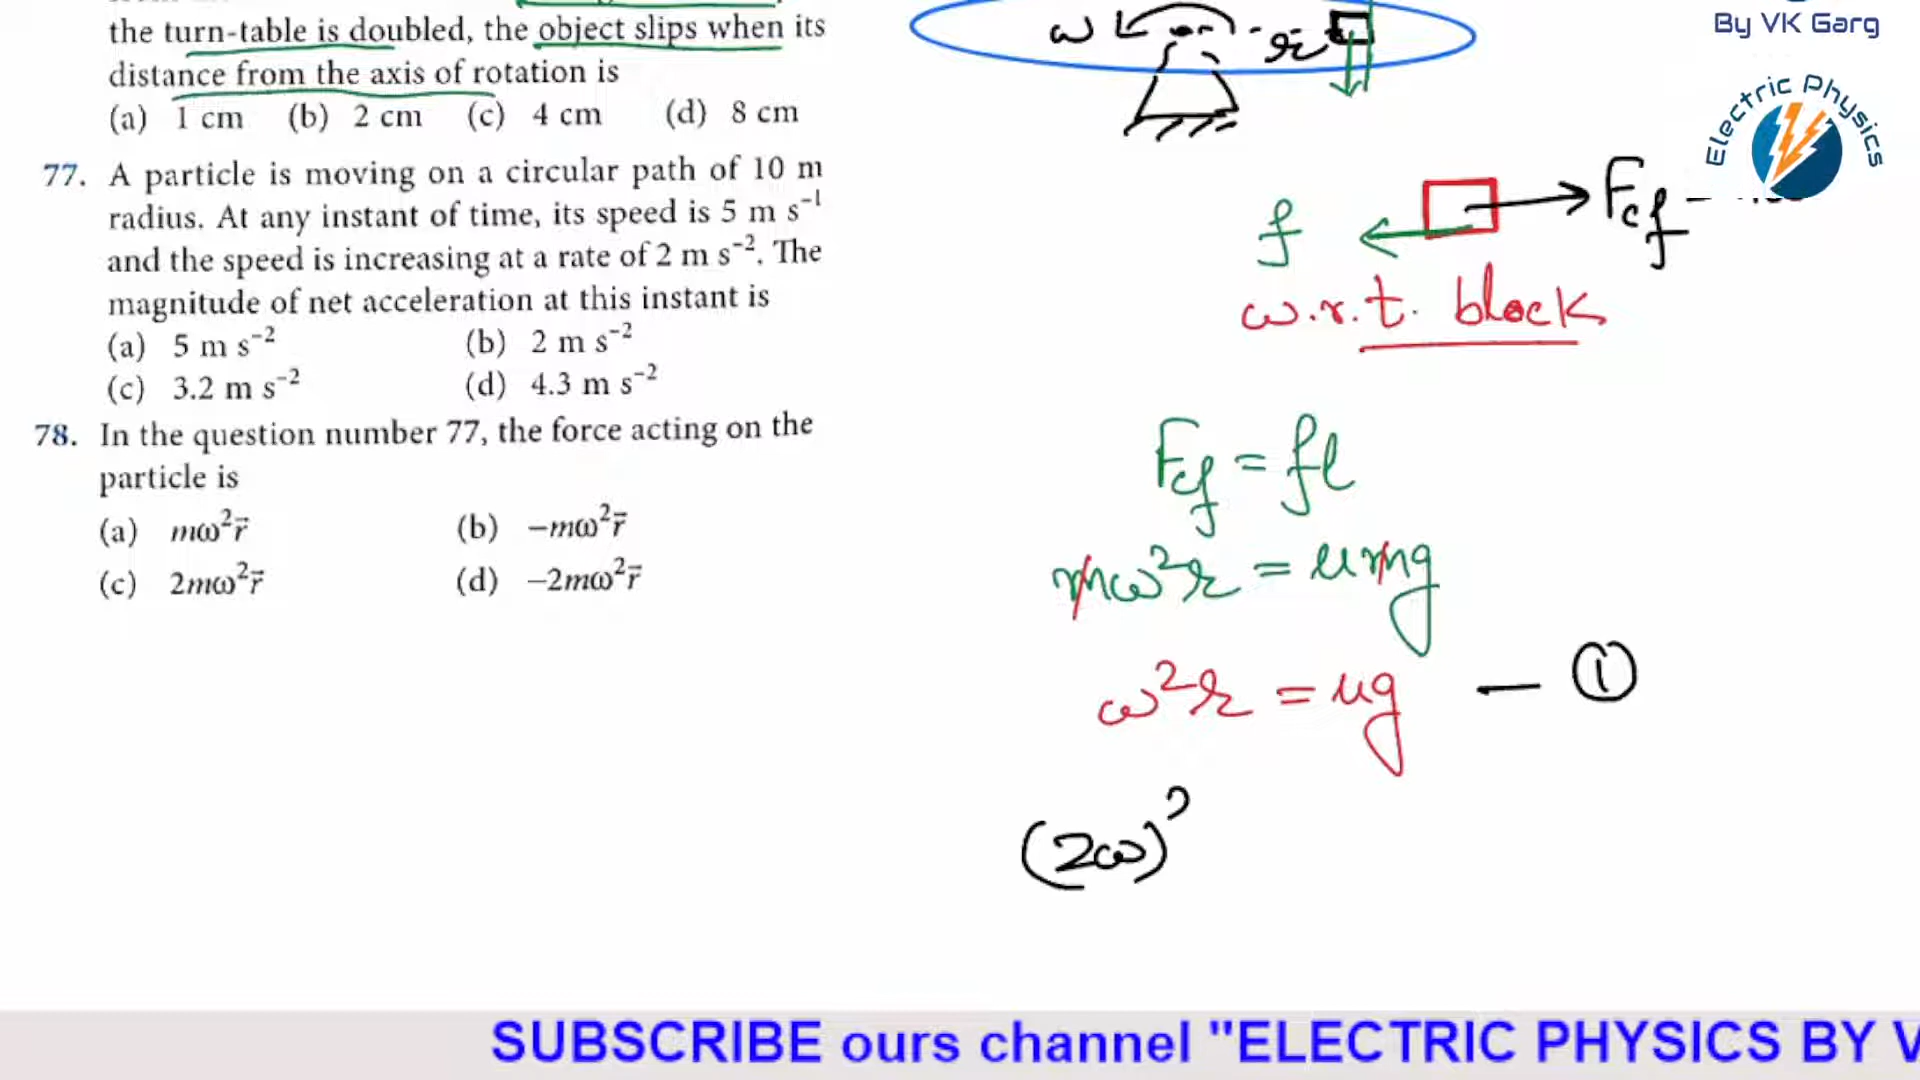 the turn-table is doubled, the object slips when its
distance from the axis of rotation is
(a) 1 cm (b) 2 cm (c) 4 cm (d) 8 cm
77. A particle is moving on a circular path of 10 m
radius. At any instant of time, its speed is 5 m s⁻¹
and the speed is increasing at a rate of 2 m s⁻². The
magnitude of net acceleration at this instant is
(a) 5 m s⁻² (b) 2 m s⁻²
(c) 3.2 m s⁻² (d) 4.3 m s⁻²
78. In the question number 77, the force acting on the
particle is
(a) mω²r⃗ (b) −mω²r⃗
(c) 2mω²r⃗ (d) −2mω²r⃗
ω r
By VK Garg
Electric Physics
f Fcf
w.r.t. block
Fcf = fl
mω²r = μmg
ω²r = μg — ①
(2ω)²
SUBSCRIBE ours channel "ELECTRIC PHYSICS BY V